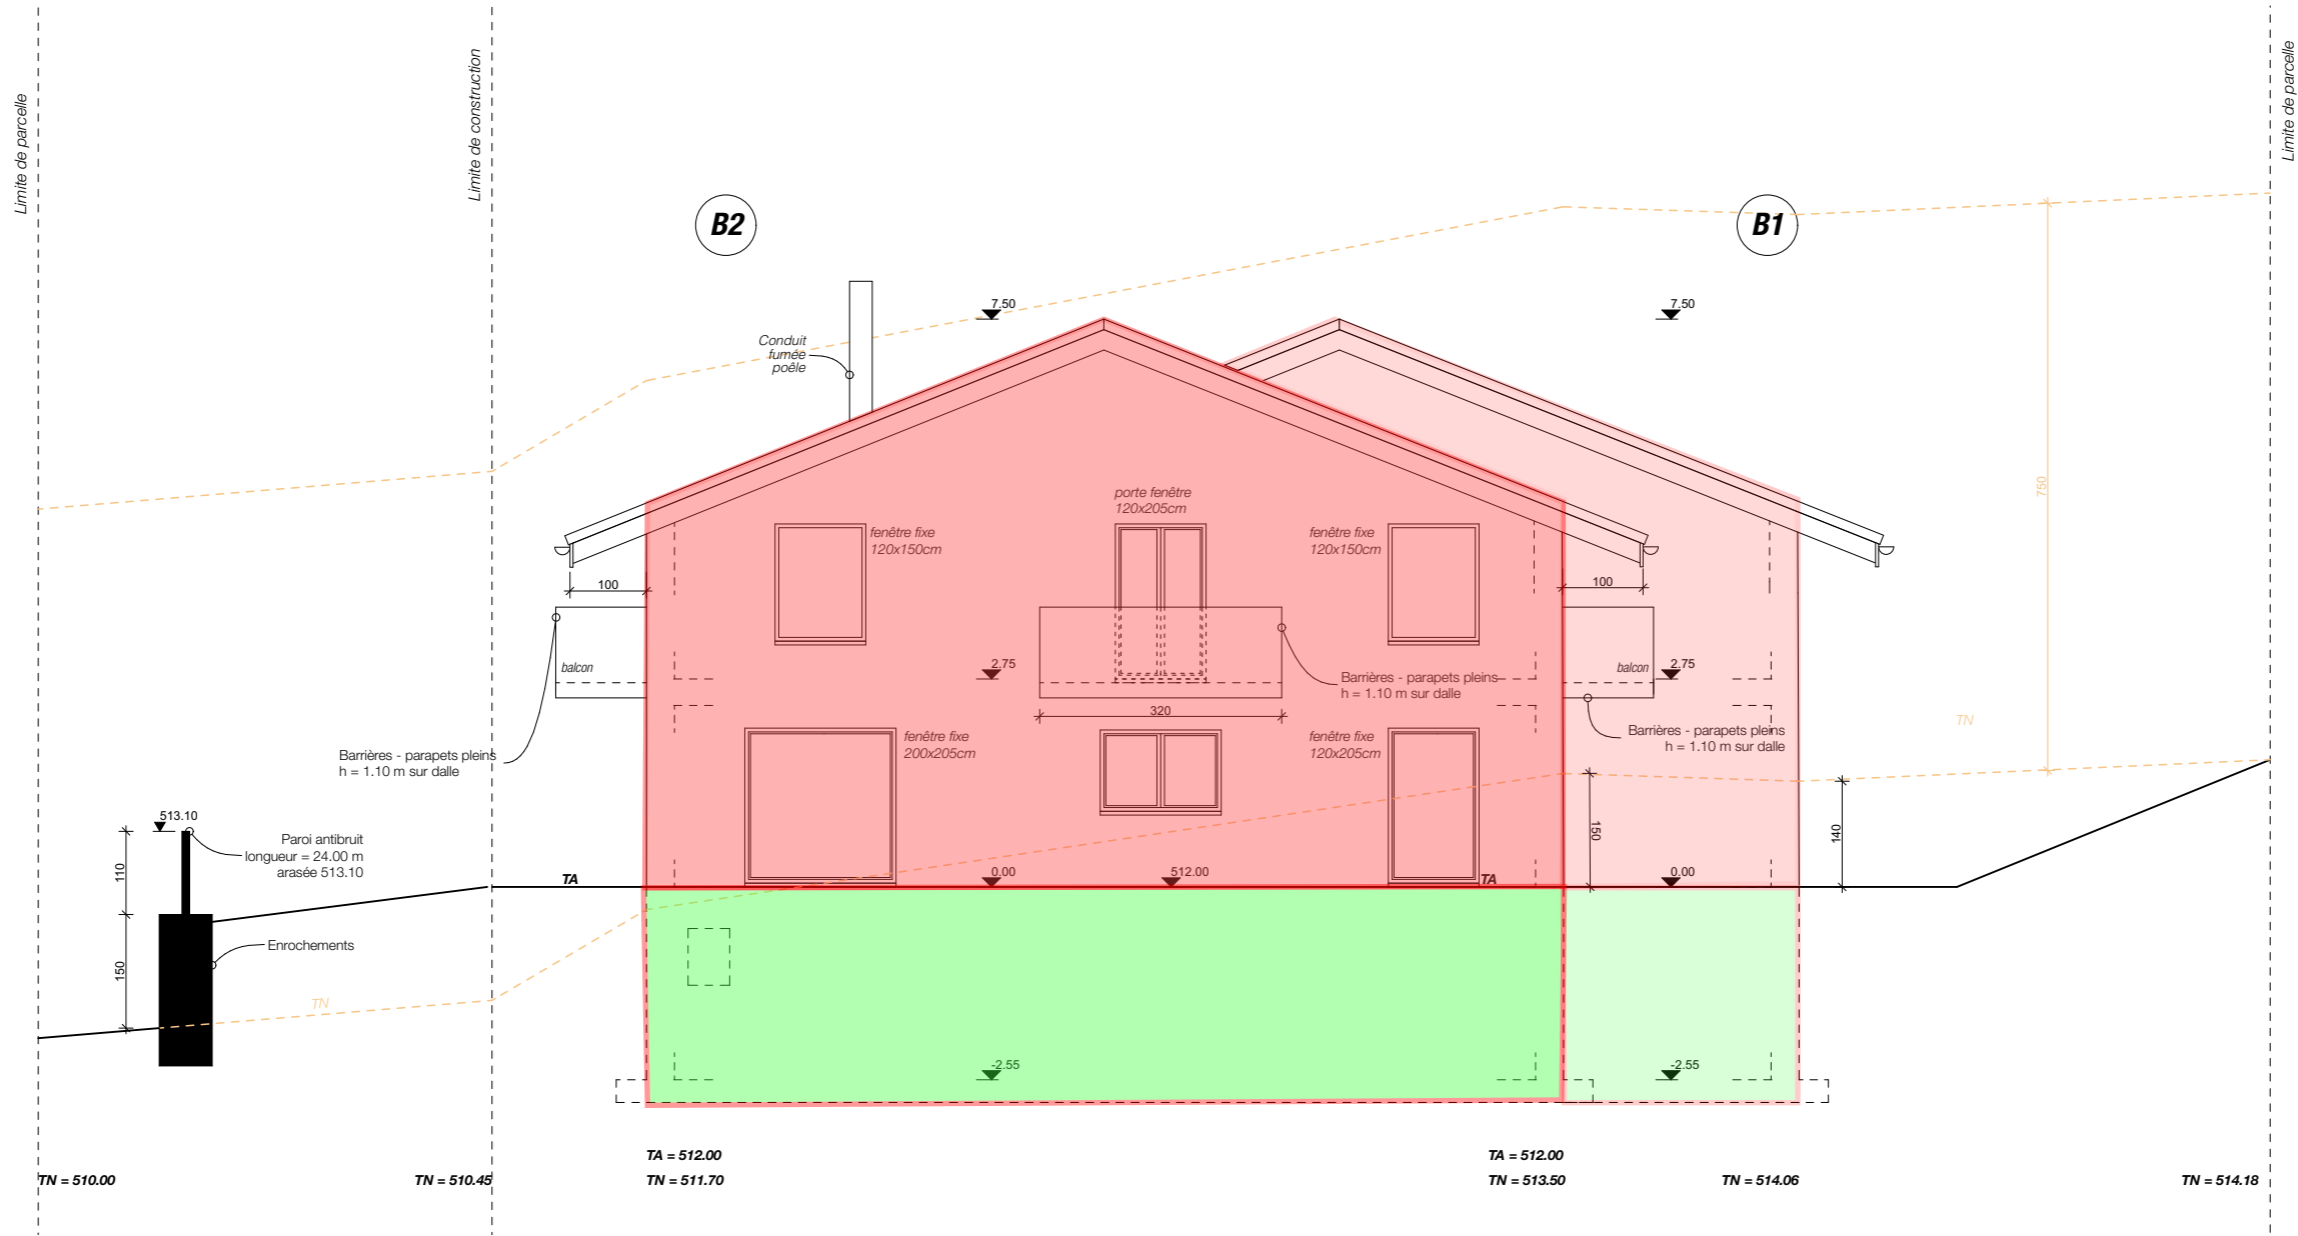 Limite de parcelle
Limite de construction
Limite de parcelle
B2
B1
7.50
7.50
Conduit
fumée
poêle
750
porte fenêtre
120x205cm
fenêtre fixe
120x150cm
fenêtre fixe
120x150cm
100
100
balcon
2.75
balcon
2.75
Barrières - parapets pleins
h = 1.10 m sur dalle
320
TN
Barrières - parapets pleins
h = 1.10 m sur dalle
fenêtre fixe
200x205cm
fenêtre fixe
120x205cm
Barrières - parapets pleins
h = 1.10 m sur dalle
513.10
Paroi antibruit
longueur = 24.00 m
arasée 513.10
110
150
140
TA
0.00
512.00
TA
0.00
Enrochements
150
TN
-2.55
-2.55
TA = 512.00
TA = 512.00
TN = 510.00
TN = 510.45
TN = 511.70
TN = 513.50
TN = 514.06
TN = 514.18